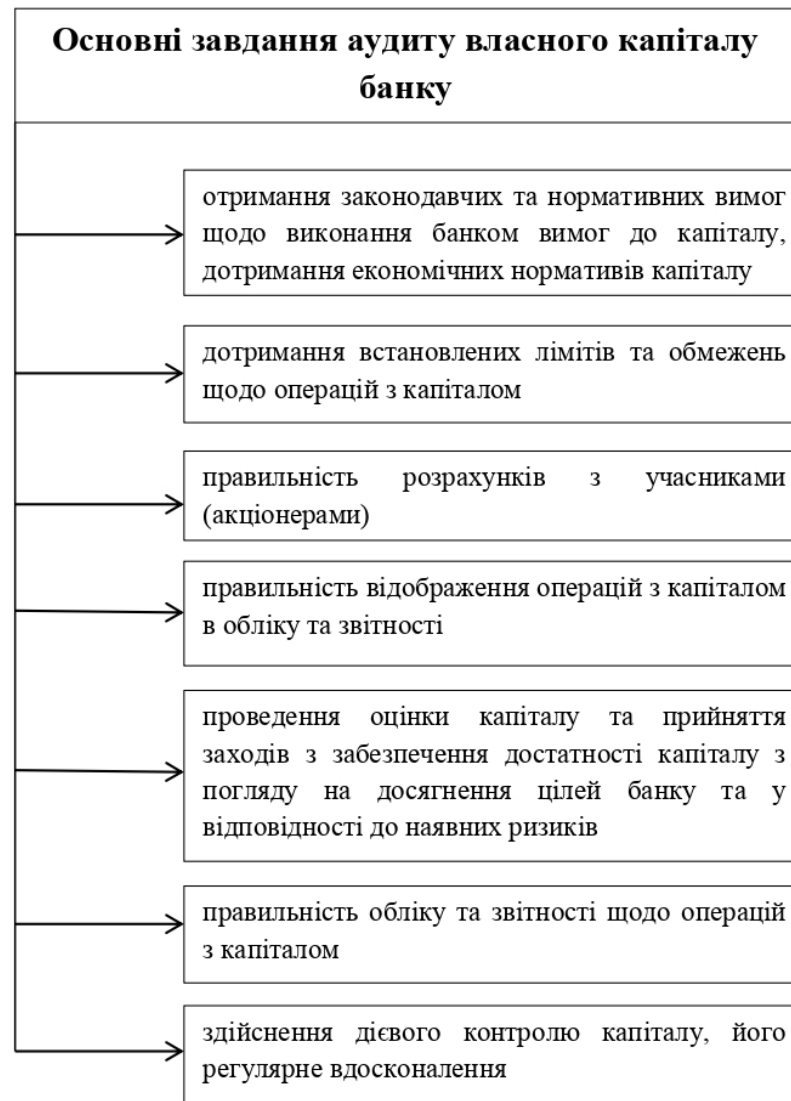 Основні завдання аудиту власного капіталу
банку
отримання законодавчих та нормативних вимог
щодо виконання банком вимог до капіталу,
дотримання економічних нормативів капіталу
дотримання встановлених лімітів та обмежень
щодо операцій з капіталом
правильність розрахунків з учасниками
(акціонерами)
правильність відображення операцій з капіталом
в обліку та звітності
проведення оцінки капіталу та прийняття
заходів з забезпечення достатності капіталу з
погляду на досягнення цілей банку та у
відповідності до наявних ризиків
правильність обліку та звітності щодо операцій
з капіталом
здійснення дієвого контролю капіталу, його
регулярне вдосконалення